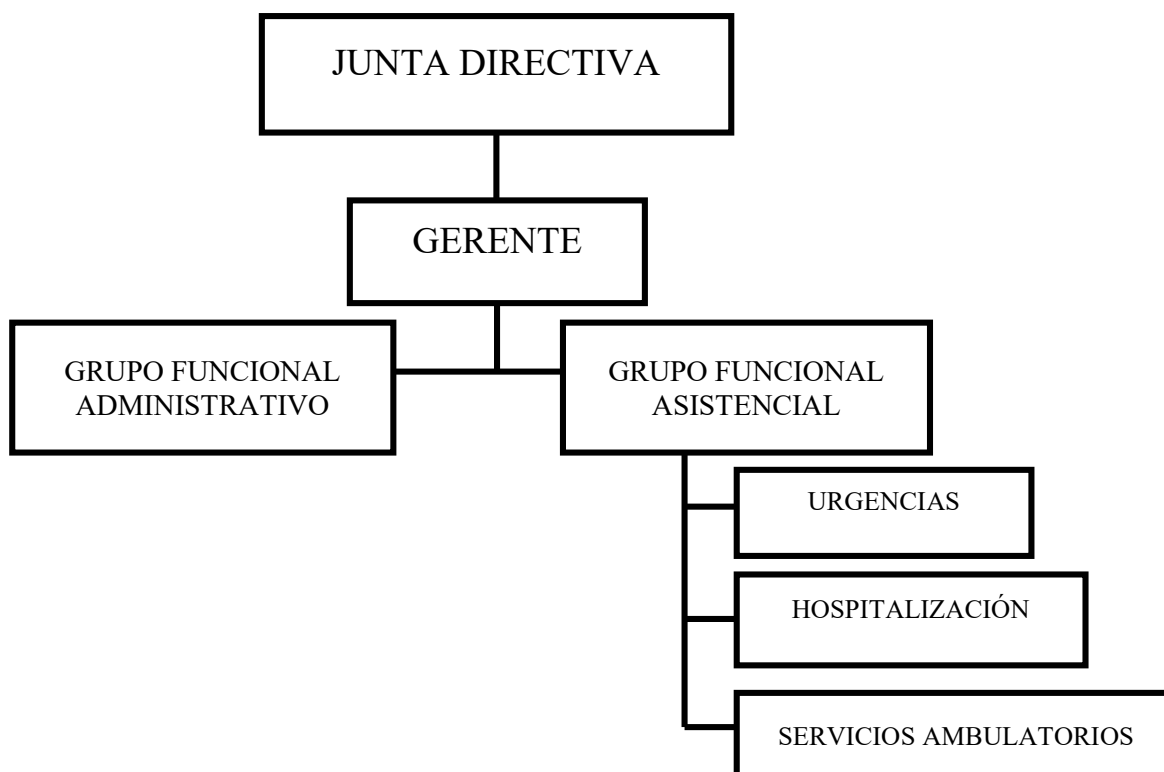 JUNTA DIRECTIVA
GERENTE
GRUPO FUNCIONAL
ADMINISTRATIVO
GRUPO FUNCIONAL
ASISTENCIAL
URGENCIAS
HOSPITALIZACIÓN
SERVICIOS AMBULATORIOS